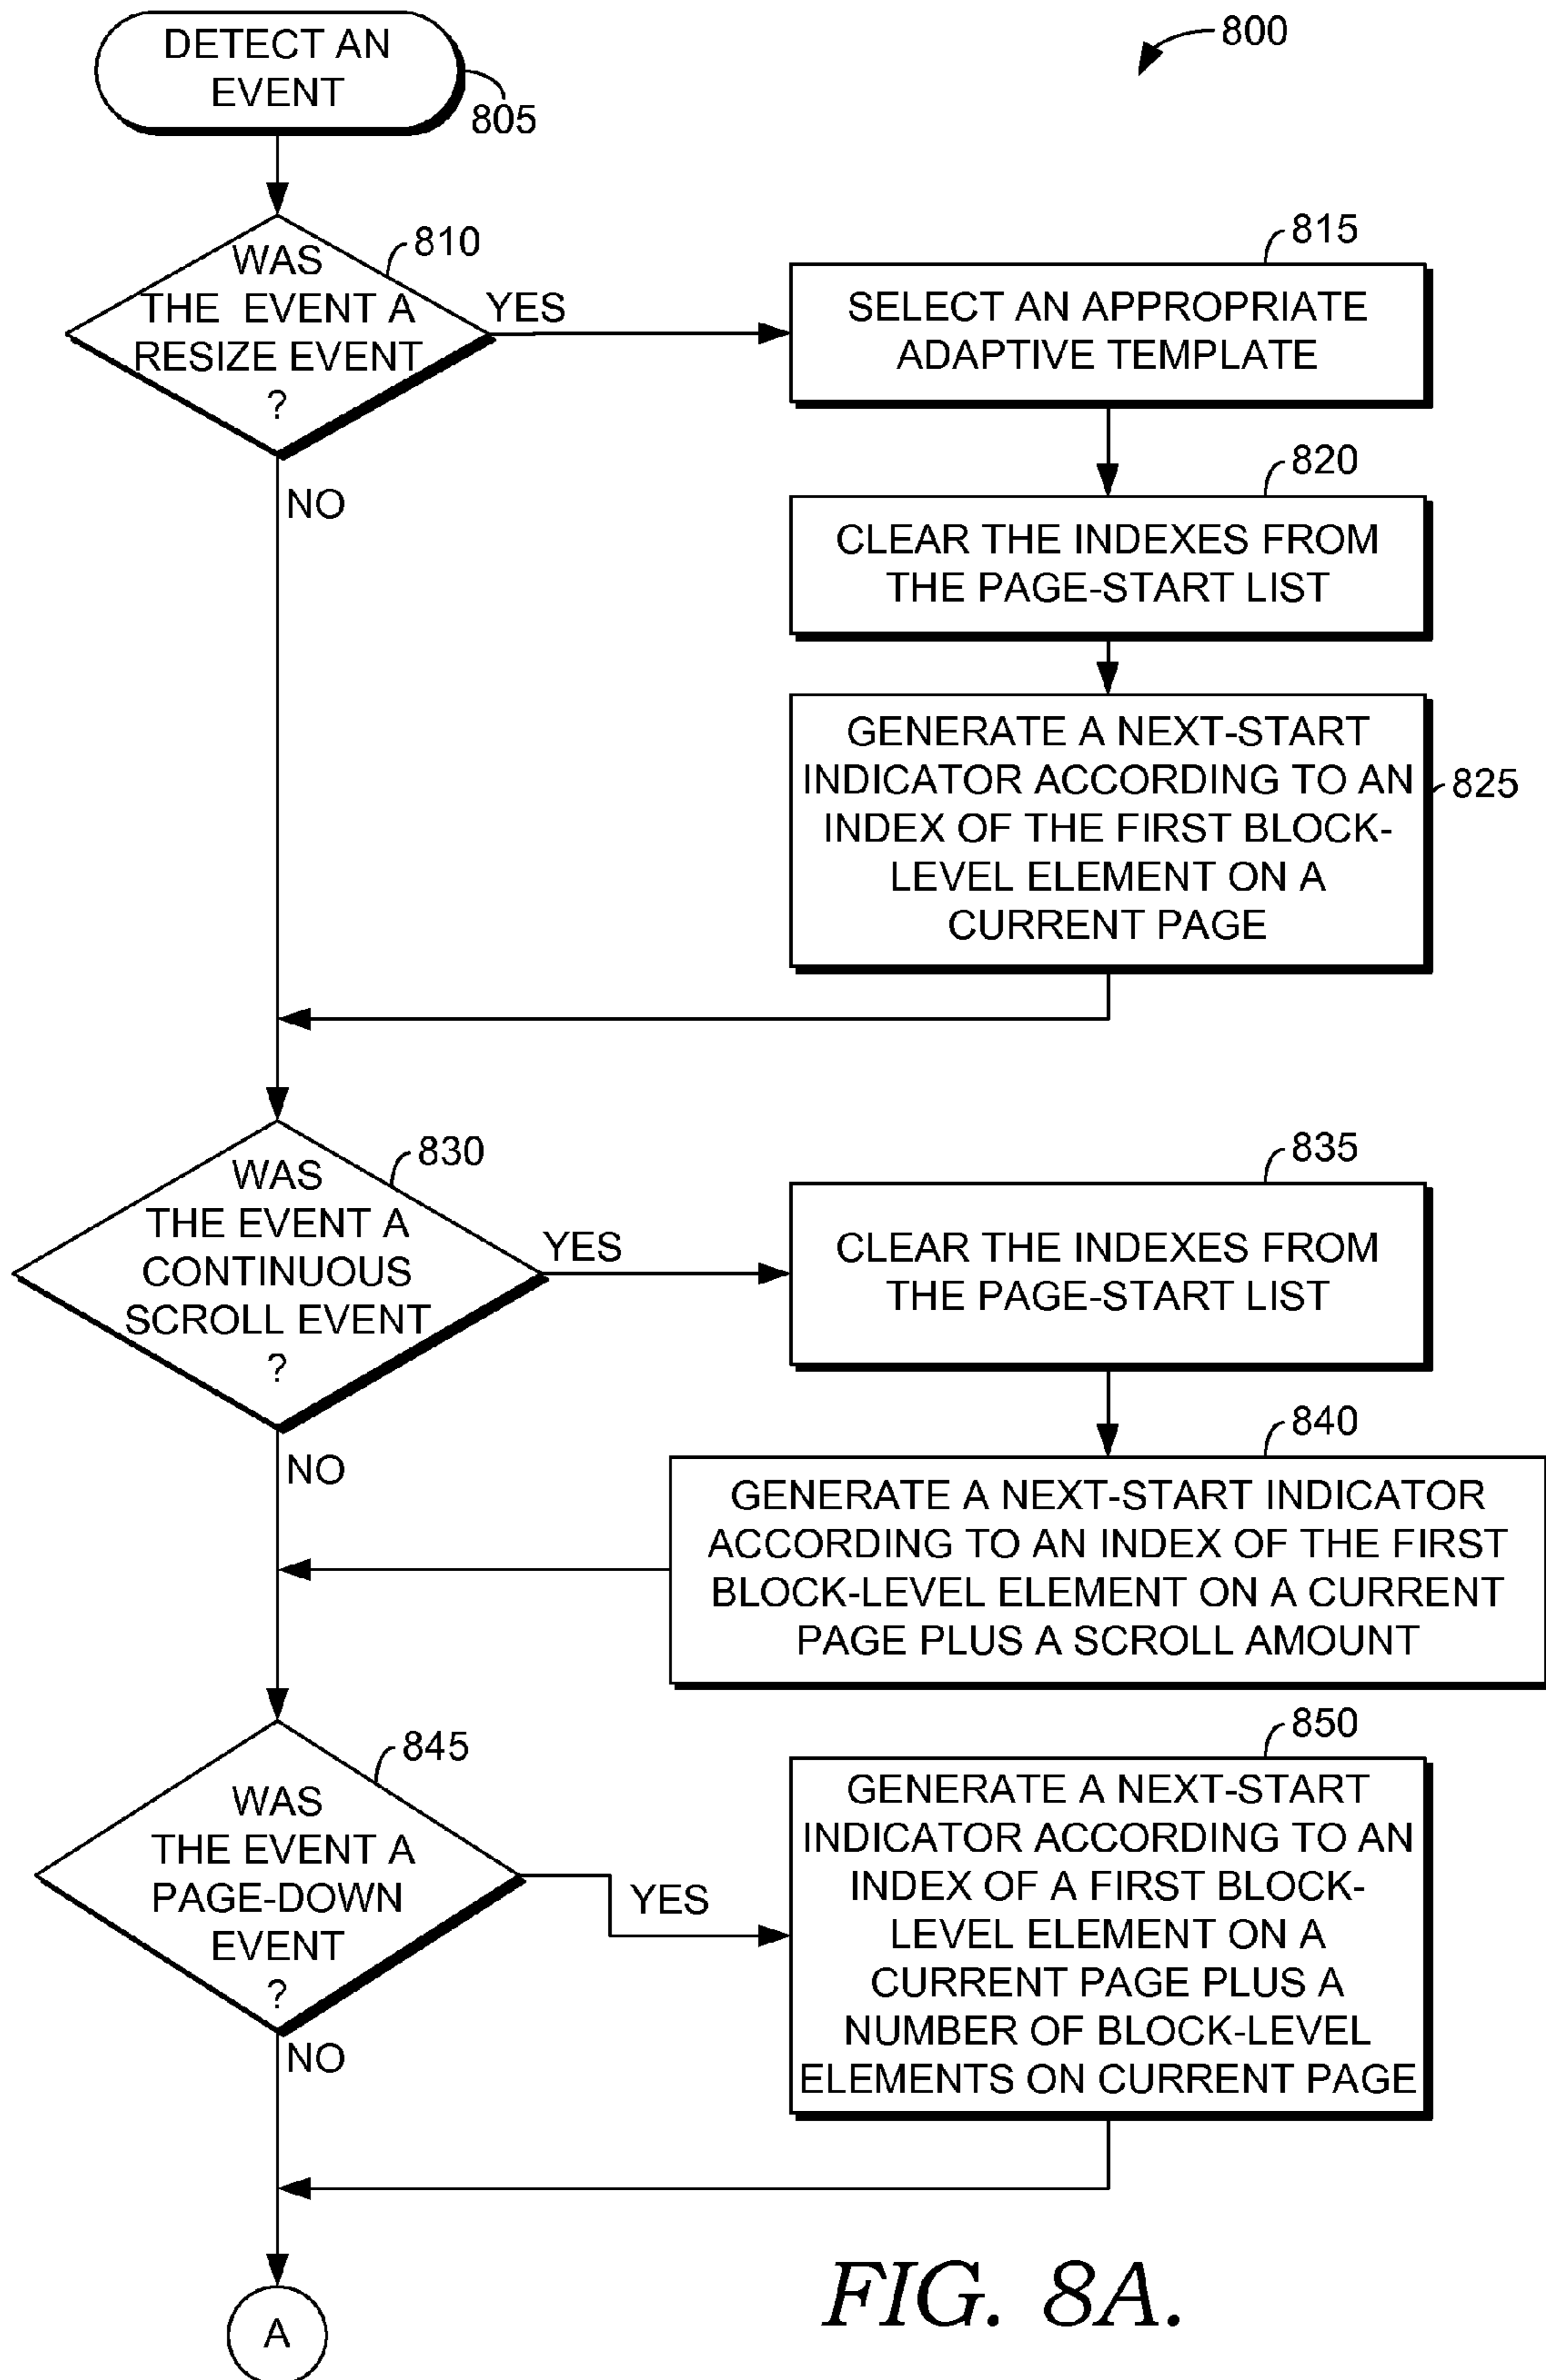 800
DETECT AN
EVENT
805
WAS
THE EVENT A
RESIZE EVENT
?
810
YES
NO
815
SELECT AN APPROPRIATE
ADAPTIVE TEMPLATE
820
CLEAR THE INDEXES FROM
THE PAGE-START LIST
GENERATE A NEXT-START
INDICATOR ACCORDING TO AN
INDEX OF THE FIRST BLOCK-
LEVEL ELEMENT ON A
CURRENT PAGE
825
WAS
THE EVENT A
CONTINUOUS
SCROLL EVENT
?
830
YES
NO
835
CLEAR THE INDEXES FROM
THE PAGE-START LIST
840
GENERATE A NEXT-START INDICATOR
ACCORDING TO AN INDEX OF THE FIRST
BLOCK-LEVEL ELEMENT ON A CURRENT
PAGE PLUS A SCROLL AMOUNT
WAS
THE EVENT A
PAGE-DOWN
EVENT
?
845
YES
NO
850
GENERATE A NEXT-START
INDICATOR ACCORDING TO AN
INDEX OF A FIRST BLOCK-
LEVEL ELEMENT ON A
CURRENT PAGE PLUS A
NUMBER OF BLOCK-LEVEL
ELEMENTS ON CURRENT PAGE
A
FIG. 8A.